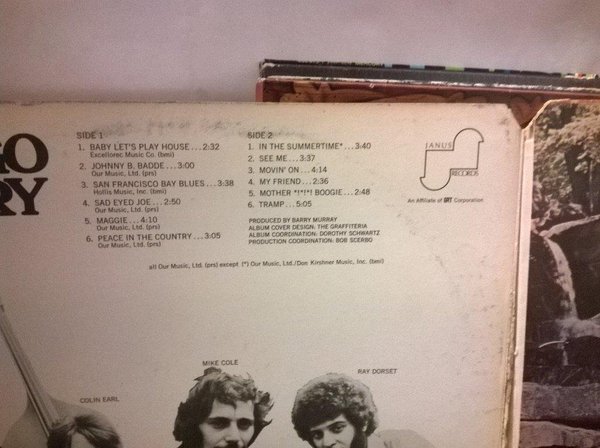 GO
RY
SIDE 1
1. BABY LET'S PLAY HOUSE...2:32
Excellorec Music Co. (bmi)
2. JOHNNY B. BADDE...3:00
Our Music, Ltd. (prs)
3. SAN FRANCISCO BAY BLUES...3:38
Hollis Music, Inc. (bmi)
4. SAD EYED JOE...2:50
Our Music, Ltd. (prs)
5. MAGGIE...4:10
Our Music, Ltd. (prs)
6. PEACE IN THE COUNTRY...3:05
SIDE 2
1. IN THE SUMMERTIME*...3:40
2. SEE ME...3:37
3. MOVIN' ON...4:14
4. MY FRIEND...2:36
5. MOTHER *!*!*! BOOGIE...2:48
6. TRAMP...5:05
PRODUCED BY BARRY MURRAY
ALBUM COVER DESIGN: THE GRAFFITERIA
ALBUM COORDINATION: DOROTHY SCHWARTZ
PRODUCTION COORDINATION: BOB SCERBO
all Our Music, Ltd. (prs) except (*) Our Music, Ltd./Don Kirshner Music, Inc. (bmi)
JANUS
RECORDS
An Affiliate of GRT Corporation
COLIN EARL
MIKE COLE
RAY DORSET